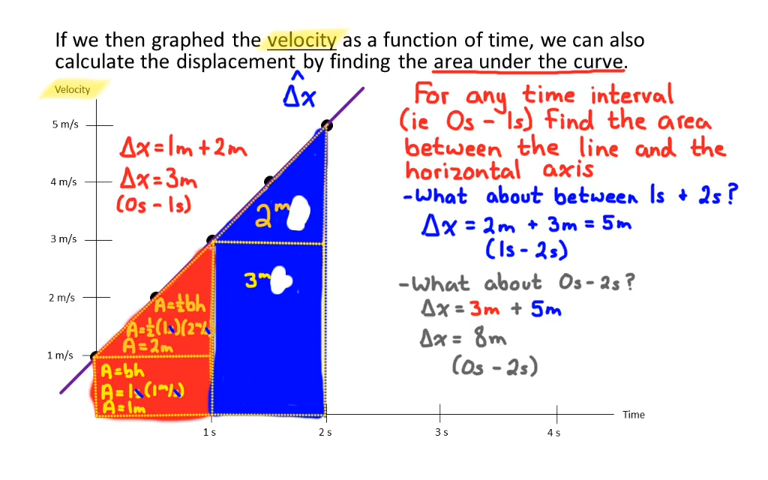 If we then graphed the velocity as a function of time, we can also
calculate the displacement by finding the area under the curve.
Velocity
Δx
5 m/s
4 m/s
3 m/s
2 m/s
1 m/s
Δx = 1m + 2m
Δx = 3m
(0s - 1s)
2m
3m
A=½bh
A=½(1s)(2m/s)
A=2m
A=bh
A=1s(1m/s)
A=1m
1 s
2 s
3 s
4 s
Time
For any time interval
(ie 0s - 1s) find the area
between the line and the
horizontal axis
-What about between 1s + 2s?
Δx = 2m + 3m = 5m
(1s - 2s)
-What about 0s - 2s?
Δx = 3m + 5m
Δx = 8m
(0s - 2s)